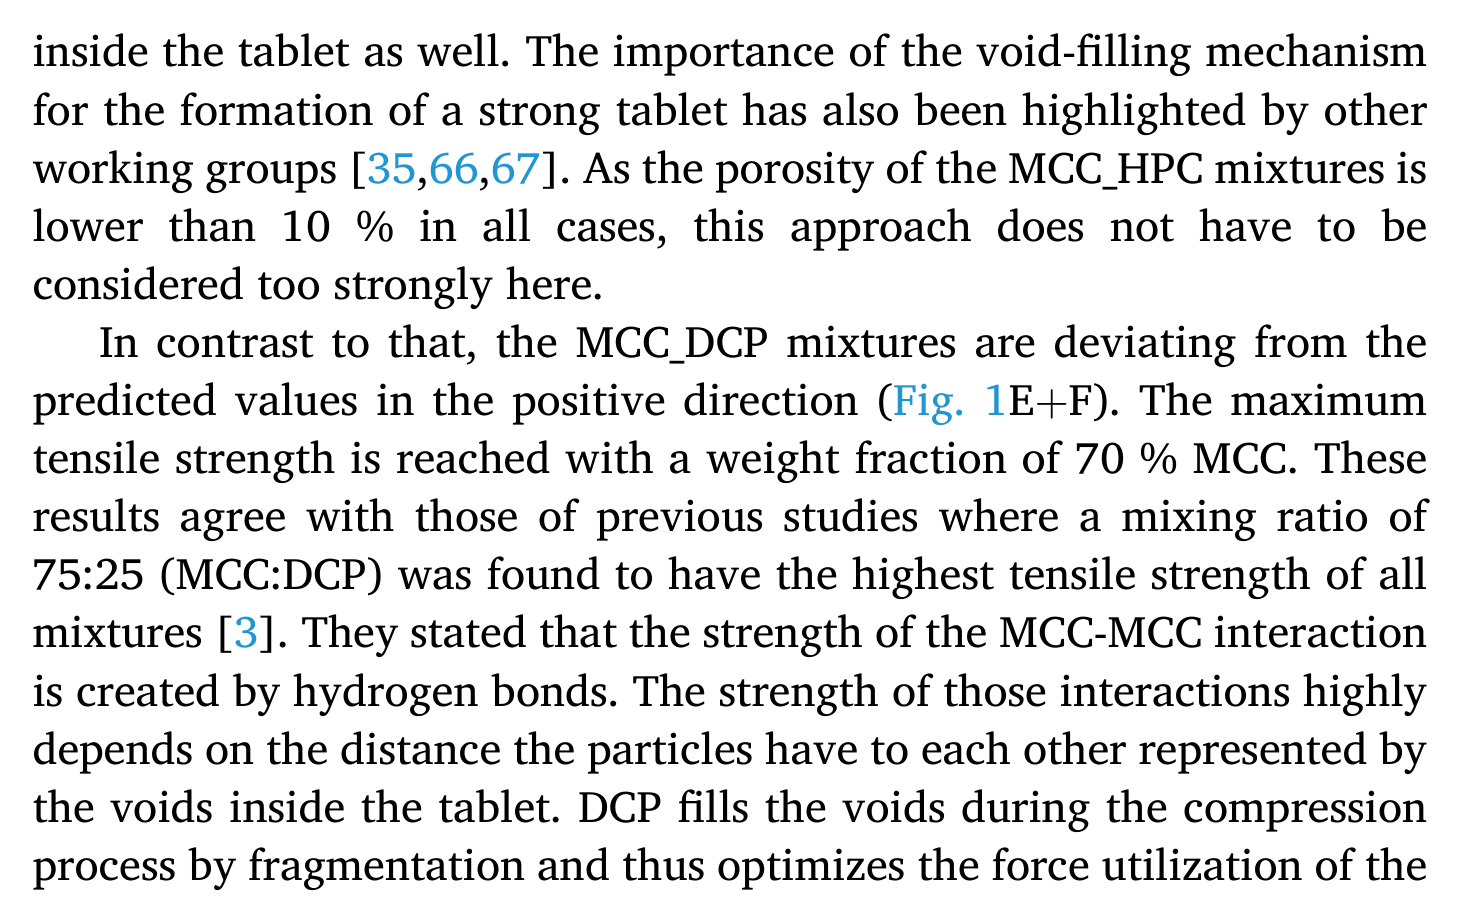 inside the tablet as well. The importance of the void-filling mechanism
for the formation of a strong tablet has also been highlighted by other
working groups [35,66,67]. As the porosity of the MCC_HPC mixtures is
lower than 10 % in all cases, this approach does not have to be
considered too strongly here.
In contrast to that, the MCC_DCP mixtures are deviating from the
predicted values in the positive direction (Fig. 1E+F). The maximum
tensile strength is reached with a weight fraction of 70 % MCC. These
results agree with those of previous studies where a mixing ratio of
75:25 (MCC:DCP) was found to have the highest tensile strength of all
mixtures [3]. They stated that the strength of the MCC-MCC interaction
is created by hydrogen bonds. The strength of those interactions highly
depends on the distance the particles have to each other represented by
the voids inside the tablet. DCP fills the voids during the compression
process by fragmentation and thus optimizes the force utilization of the